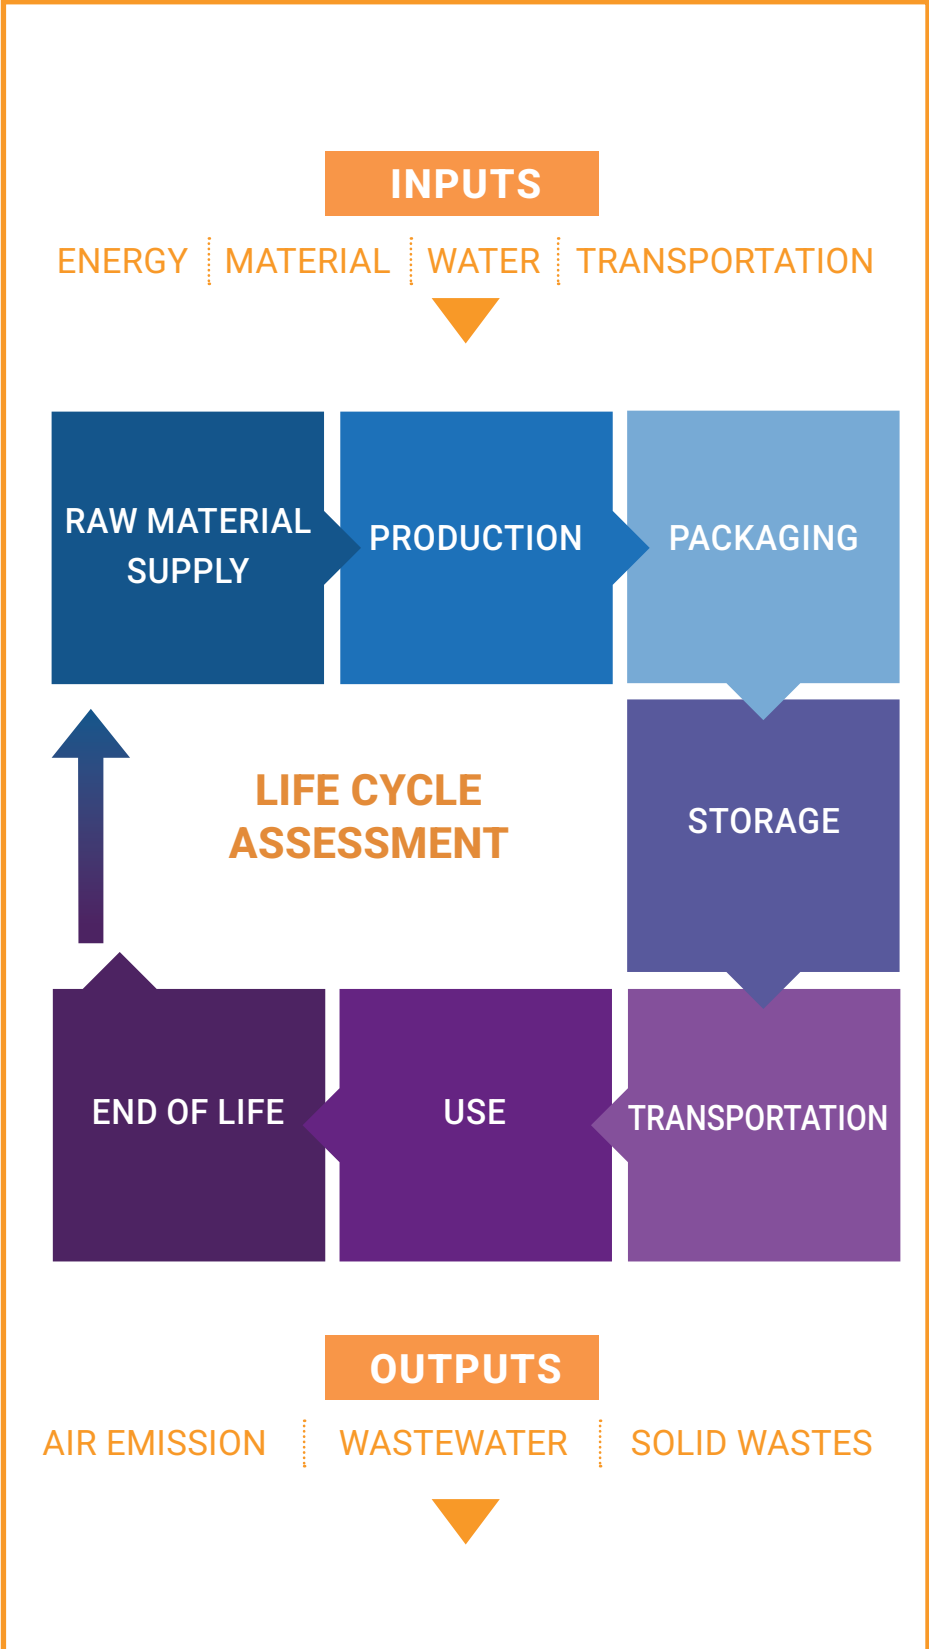 INPUTS
ENERGY MATERIAL WATER TRANSPORTATION
RAW MATERIAL
SUPPLY
PRODUCTION
PACKAGING
LIFE CYCLE
ASSESSMENT
STORAGE
END OF LIFE
USE
TRANSPORTATION
OUTPUTS
AIR EMISSION WASTEWATER SOLID WASTES